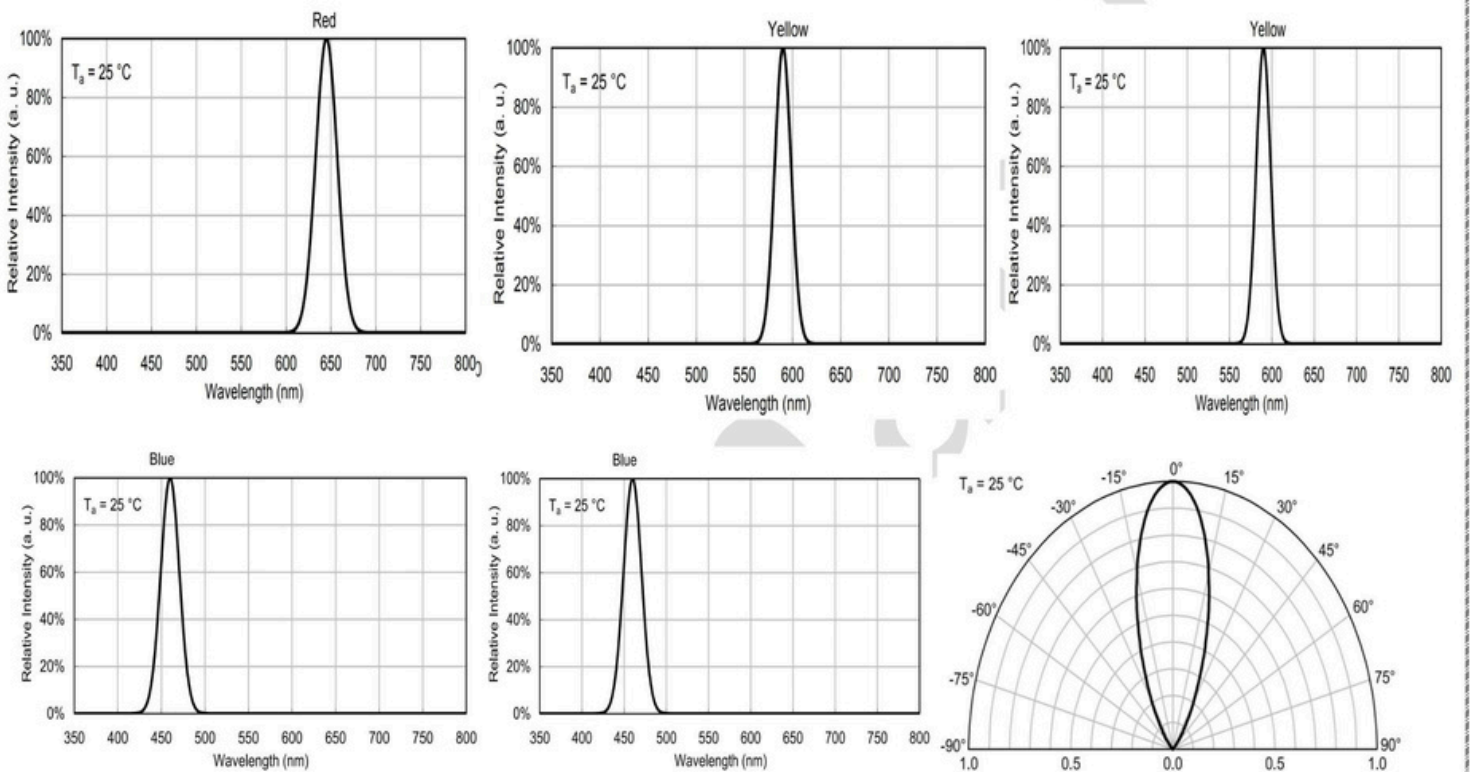 Red
Relative Intensity (a. u.)
100%
80%
60%
40%
20%
0%
Ta = 25 °C
350 400 450 500 550 600 650 700 750 800
Wavelength (nm)
Yellow
Relative Intensity (a. u.)
100%
80%
60%
40%
20%
0%
Ta = 25 °C
350 400 450 500 550 600 650 700 750 800
Wavelength (nm)
Yellow
Relative Intensity (a. u.)
100%
80%
60%
40%
20%
0%
Ta = 25 °C
350 400 450 500 550 600 650 700 750 800
Wavelength (nm)
Blue
Relative Intensity (a. u.)
100%
80%
60%
40%
20%
0%
Ta = 25 °C
350 400 450 500 550 600 650 700 750 800
Wavelength (nm)
Blue
Relative Intensity (a. u.)
100%
80%
60%
40%
20%
0%
Ta = 25 °C
350 400 450 500 550 600 650 700 750 800
Wavelength (nm)
Ta = 25 °C
-15° 0° 15°
-30° 30°
-45° 45°
-60° 60°
-75° 75°
-90° 90°
1.0 0.5 0.0 0.5 1.0